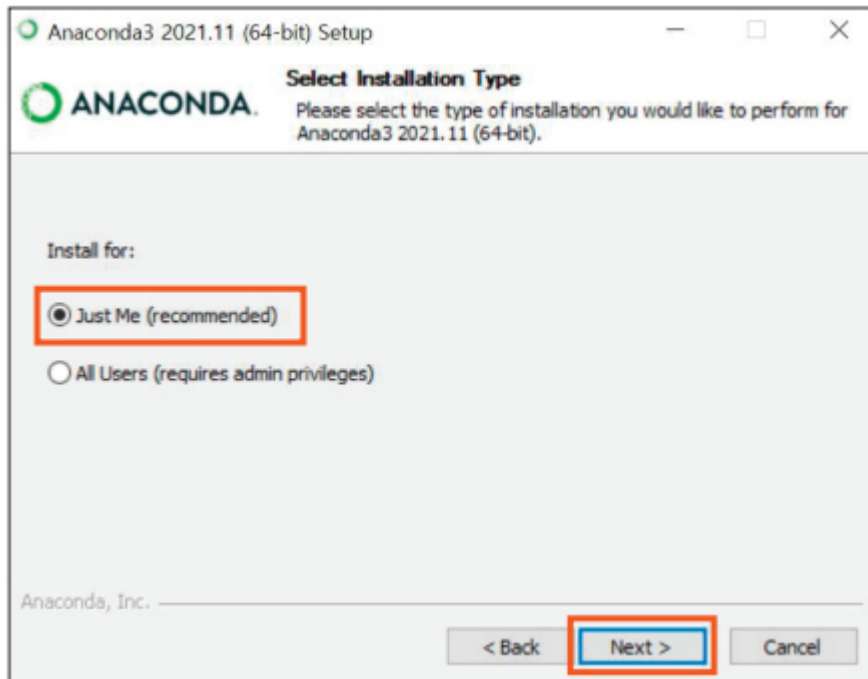 Anaconda3 2021.11 (64-bit) Setup
ANACONDA.
Select Installation Type
Please select the type of installation you would like to perform for
Anaconda3 2021.11 (64-bit).
Install for:
Just Me (recommended)
All Users (requires admin privileges)
Anaconda, Inc.
< Back
Next >
Cancel